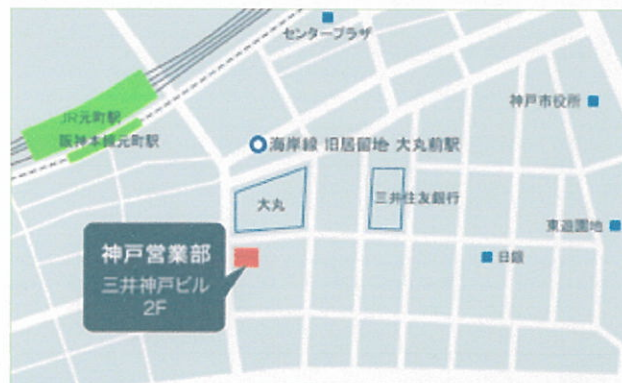 センタープラザ
神戸市役所
JR元町駅
阪神本線元町駅
海岸線 旧居留地 大丸前駅
大丸
三井住友銀行
東遊園地
日銀
神戸営業部
三井神戸ビル
2F